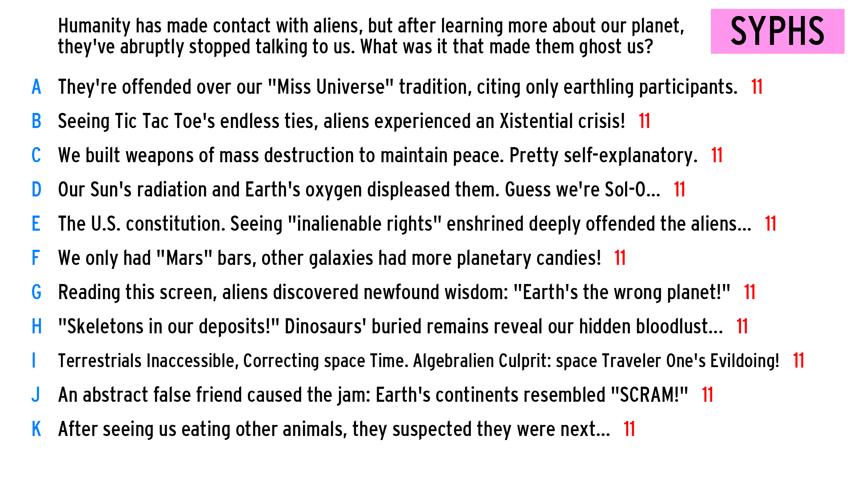 Humanity has made contact with aliens, but after learning more about our planet,
they've abruptly stopped talking to us. What was it that made them ghost us?
SYPHS
A They're offended over our "Miss Universe" tradition, citing only earthling participants. 11
B Seeing Tic Tac Toe's endless ties, aliens experienced an Xistential crisis! 11
C We built weapons of mass destruction to maintain peace. Pretty self-explanatory. 11
D Our Sun's radiation and Earth's oxygen displeased them. Guess we're Sol-O... 11
E The U.S. constitution. Seeing "inalienable rights" enshrined deeply offended the aliens... 11
F We only had "Mars" bars, other galaxies had more planetary candies! 11
G Reading this screen, aliens discovered newfound wisdom: "Earth's the wrong planet!" 11
H "Skeletons in our deposits!" Dinosaurs' buried remains reveal our hidden bloodlust... 11
I Terrestrials Inaccessible, Correcting space Time. Algebralien Culprit: space Traveler One's Evildoing! 11
J An abstract false friend caused the jam: Earth's continents resembled "SCRAM!" 11
K After seeing us eating other animals, they suspected they were next... 11